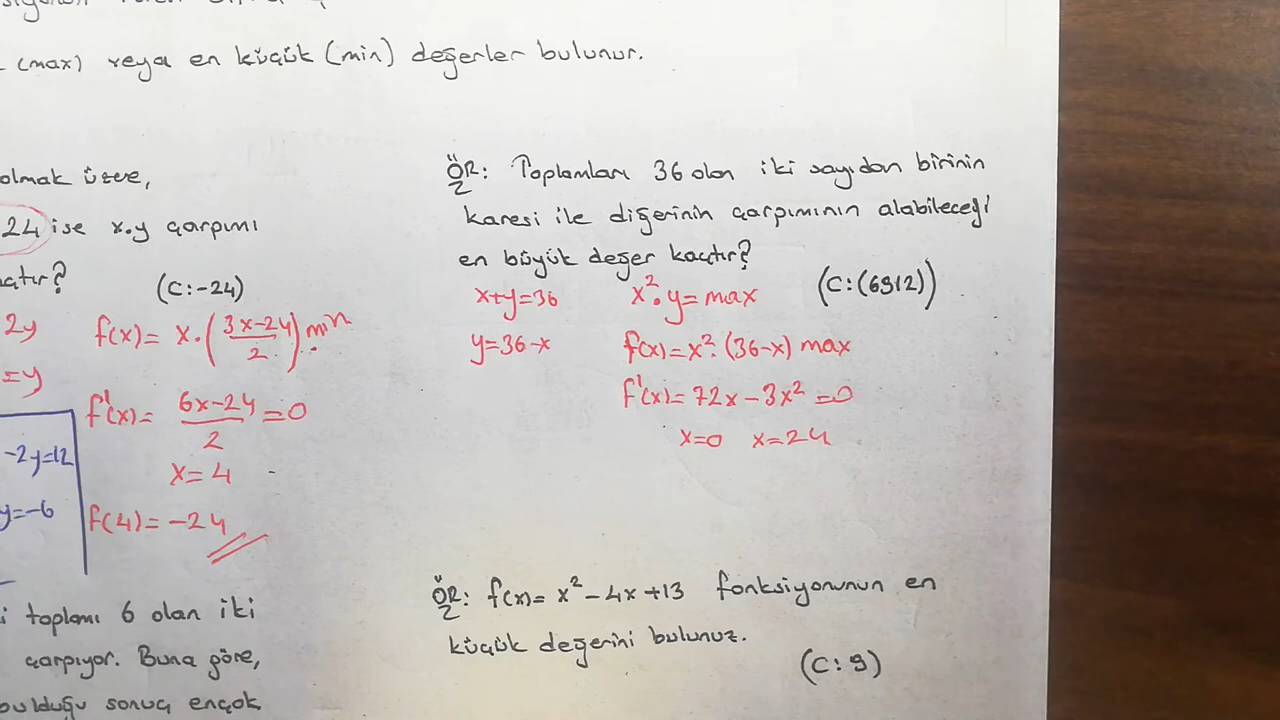 (max) veya en küçük (min) değerler bulunur.
olmak üzere,
24 ise x.y çarpımı
(C:-24)
2y
=y
f(x)= x.(3x-24/2) min.
f'(x)= 6x-24/2 =0
x=4
f(4)= -24
-2y=12
y=-6
toplamı 6 olan iki
çarpıyor. Buna göre,
bulduğu sonuç ençok
ÖR: Toplamları 36 olan iki sayıdan birinin
karesi ile diğerinin çarpımının alabileceği
en büyük değer kaçtır?
(C:(6912))
x+y=36 x².y=max
y=36-x f(x)=x².(36-x) max
f'(x)=72x-3x²=0
x=0 x=24
ÖR: f(x)= x²-4x+13 fonksiyonunun en
küçük değerini bulunuz.
(C:9)